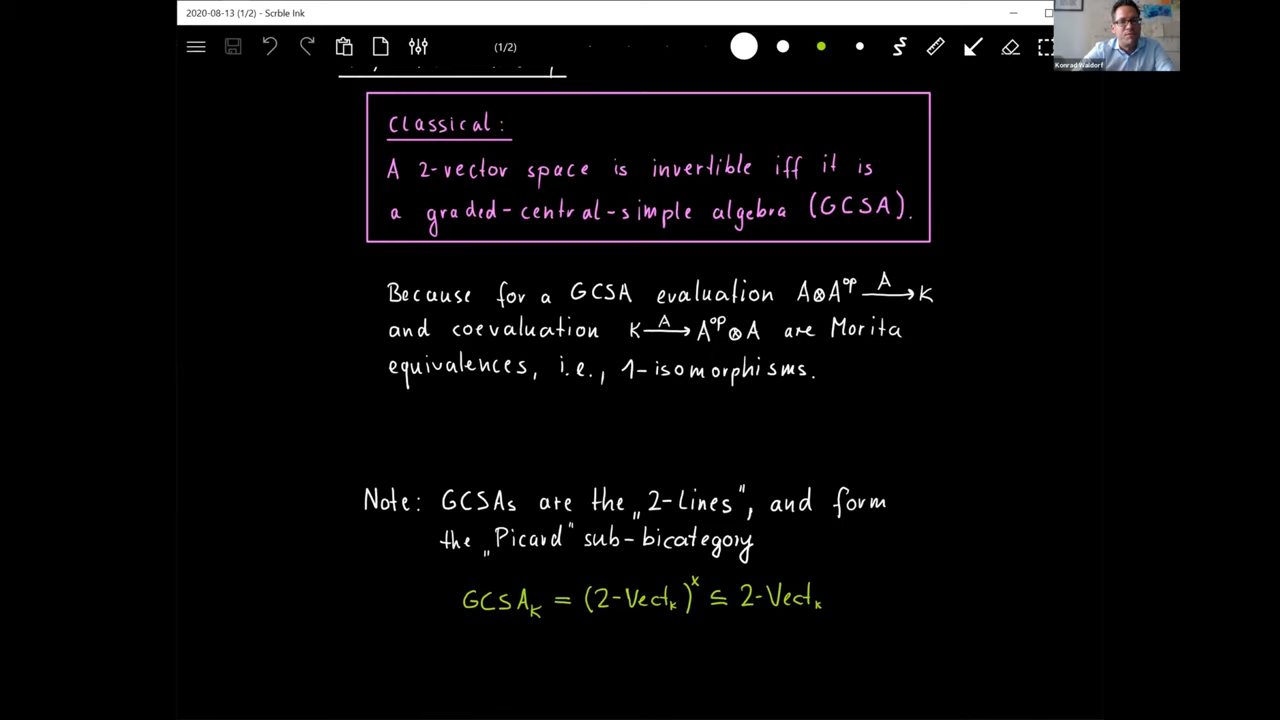 2020-08-13 (1/2) - Scrble Ink
(1/2)
Konrad Waldorf
Classical:
A 2-vector space is invertible iff it is
a graded-central-simple algebra (GCSA).
Because for a GCSA evaluation A⊗A^op —A→ K
and coevaluation K —A→ A^op⊗A are Morita
equivalences, i.e., 1-isomorphisms.
Note: GCSAs are the „2-Lines", and form
the „Picard" sub-bicategory
GCSA_K = (2-Vect_k)^× ⊆ 2-Vect_k